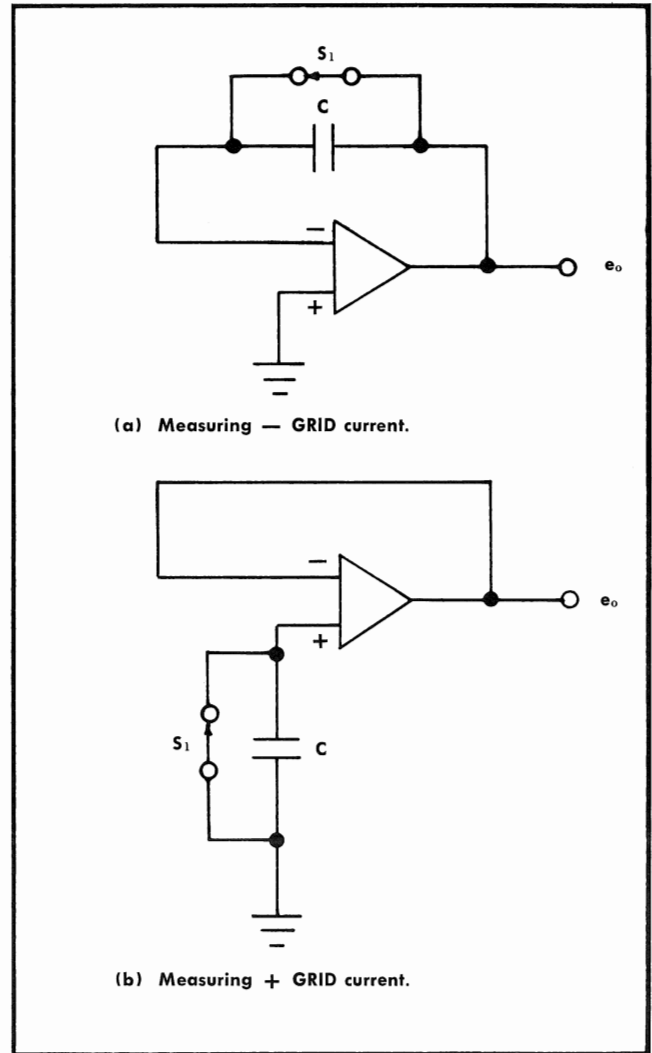 S₁
C
−
+
eₒ
(a) Measuring — GRID current.
−
+
eₒ
S₁
C
(b) Measuring + GRID current.